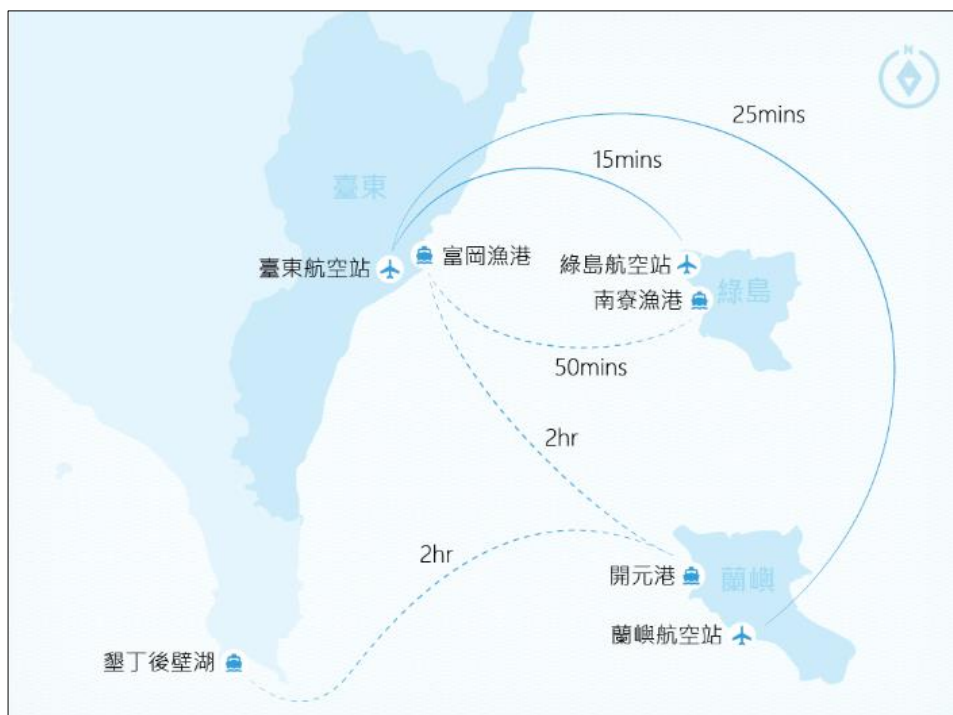 N
25mins
15mins
臺東
富岡漁港
臺東航空站
綠島航空站
綠島
南寮漁港
50mins
2hr
2hr
蘭嶼
開元港
蘭嶼航空站
墾丁後壁湖